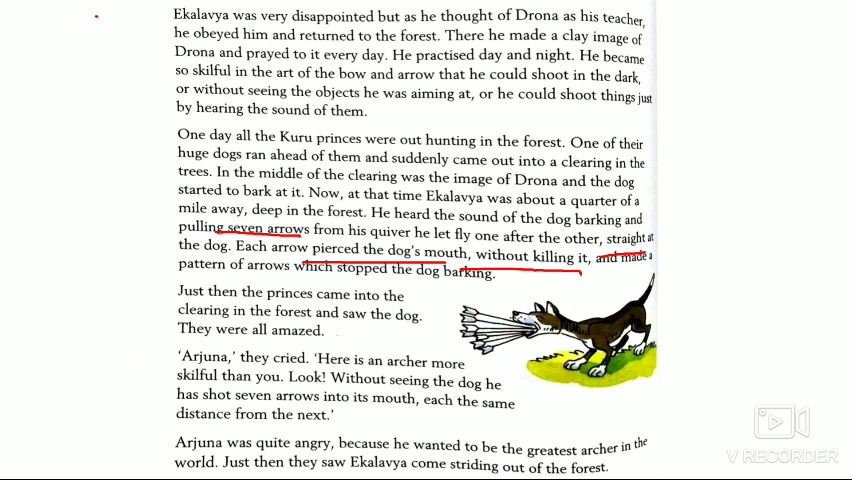 Ekalavya was very disappointed but as he thought of Drona as his teacher,
he obeyed him and returned to the forest. There he made a clay image of
Drona and prayed to it every day. He practised day and night. He became
so skilful in the art of the bow and arrow that he could shoot in the dark,
or without seeing the objects he was aiming at, or he could shoot things just
by hearing the sound of them.
One day all the Kuru princes were out hunting in the forest. One of their
huge dogs ran ahead of them and suddenly came out into a clearing in the
trees. In the middle of the clearing was the image of Drona and the dog
started to bark at it. Now, at that time Ekalavya was about a quarter of a
mile away, deep in the forest. He heard the sound of the dog barking and
pulling seven arrows from his quiver he let fly one after the other, straight at
the dog. Each arrow pierced the dog's mouth, without killing it, and made a
pattern of arrows which stopped the dog barking.
Just then the princes came into the
clearing in the forest and saw the dog.
They were all amazed.
'Arjuna,' they cried. 'Here is an archer more
skilful than you. Look! Without seeing the dog he
has shot seven arrows into its mouth, each the same
distance from the next.'
Arjuna was quite angry, because he wanted to be the greatest archer in the
world. Just then they saw Ekalavya come striding out of the forest.
V RECORDER